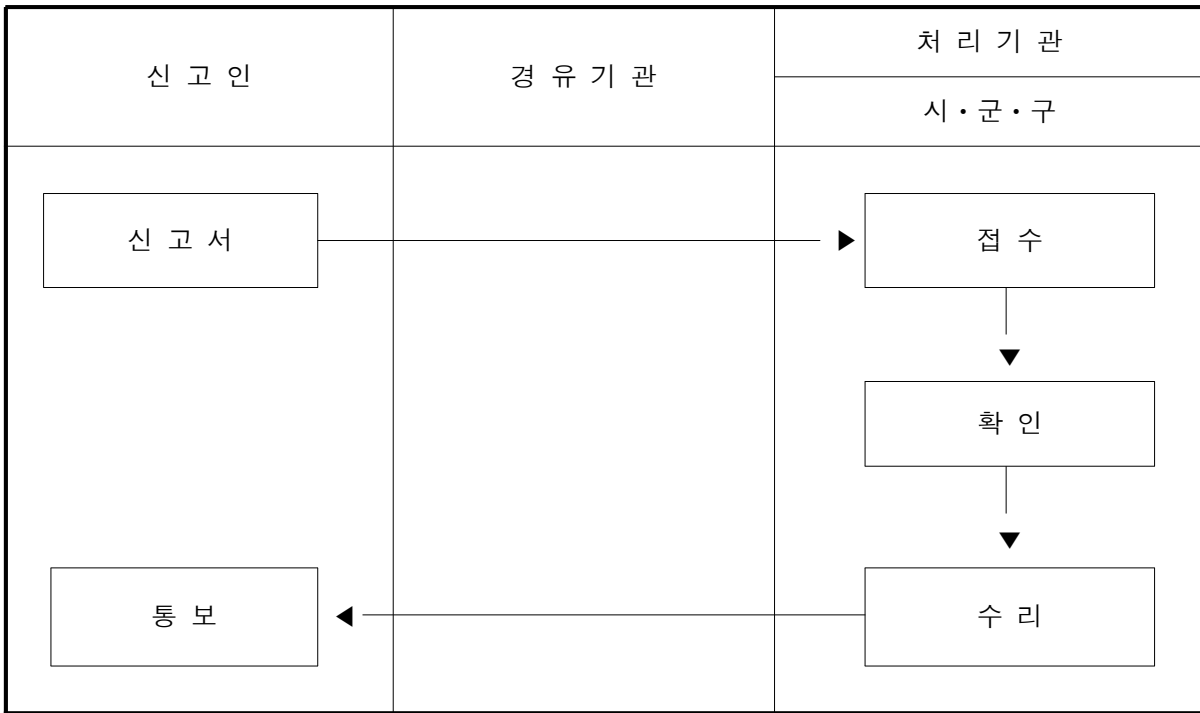 신 고 인
경 유 기 관
처 리 기 관
시·군·구
신 고 서
접 수
확 인
통 보
수 리